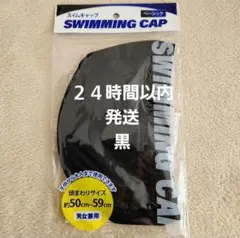 スイムキャップ
ベーシック
SWIMMING CAP
SWIMMING CAP
24時間以内
発送
黒
頭まわりサイズ
約50cm~59cm
男女兼用